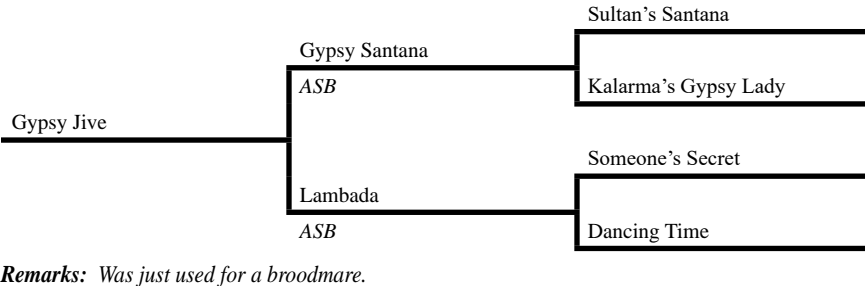 Sultan’s Santana
Gypsy Santana
ASB
Kalarma’s Gypsy Lady
Gypsy Jive
Someone’s Secret
Lambada
ASB
Dancing Time
Remarks: Was just used for a broodmare.